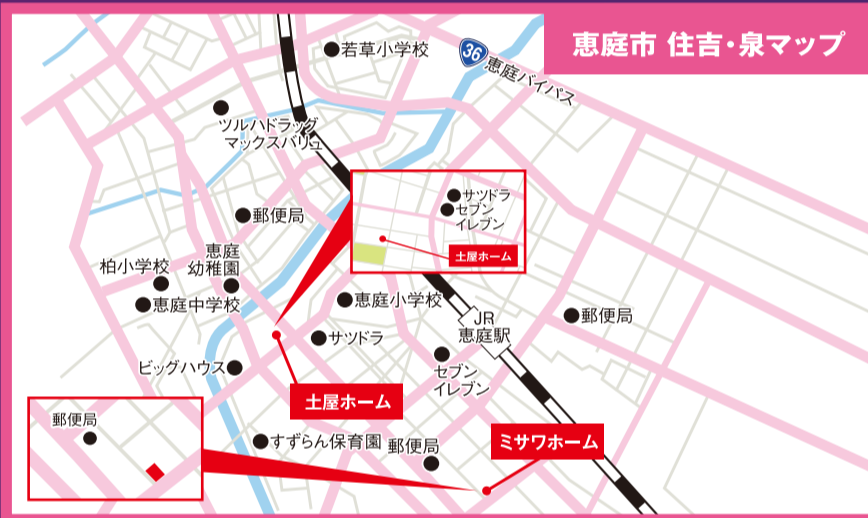 恵庭市 住吉・泉マップ
若草小学校
36
恵庭バイパス
ツルハドラッグ
マックスバリュ
サツドラ
セブン
イレブン
土屋ホーム
郵便局
恵庭
幼稚園
柏小学校
恵庭中学校
恵庭小学校
JR
恵庭駅
郵便局
サツドラ
ビッグハウス
セブン
イレブン
土屋ホーム
郵便局
すずらん保育園
郵便局
ミサワホーム